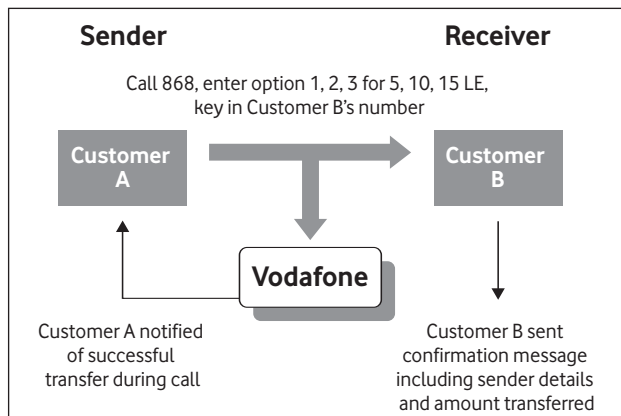 Sender
Receiver
Call 868, enter option 1, 2, 3 for 5, 10, 15 LE,
key in Customer B's number
Customer
A
Customer
B
Vodafone
Customer A notified
of successful
transfer during call
Customer B sent
confirmation message
including sender details
and amount transferred